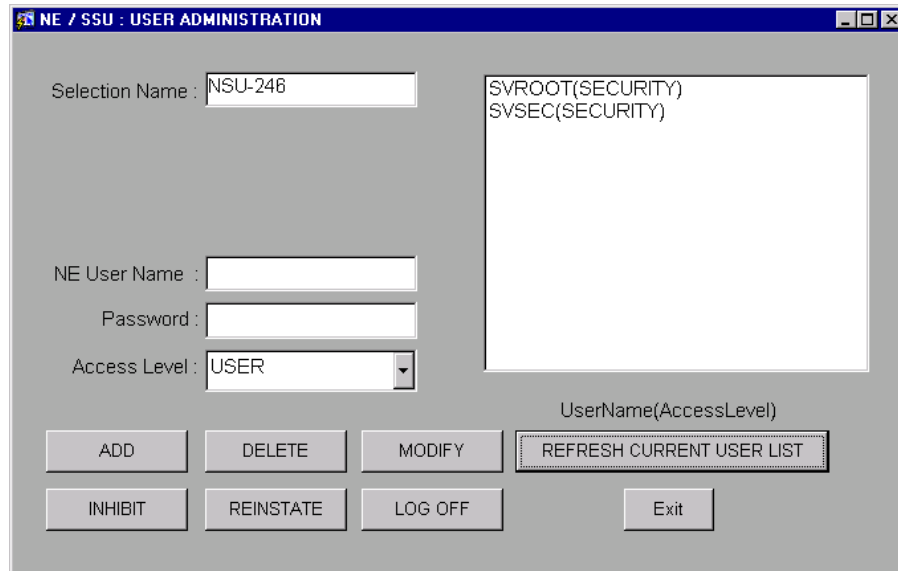 NE / SSU : USER ADMINISTRATION
Selection Name : NSU-246
SVROOT(SECURITY)
SVSEC(SECURITY)
NE User Name :
Password :
Access Level : USER
UserName(AccessLevel)
ADD DELETE MODIFY REFRESH CURRENT USER LIST
INHIBIT REINSTATE LOG OFF Exit